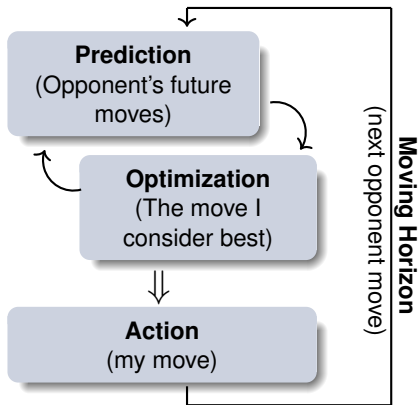 Prediction
(Opponent's future
moves)
Optimization
(The move I
consider best)
Action
(my move)
Moving Horizon
(next opponent move)